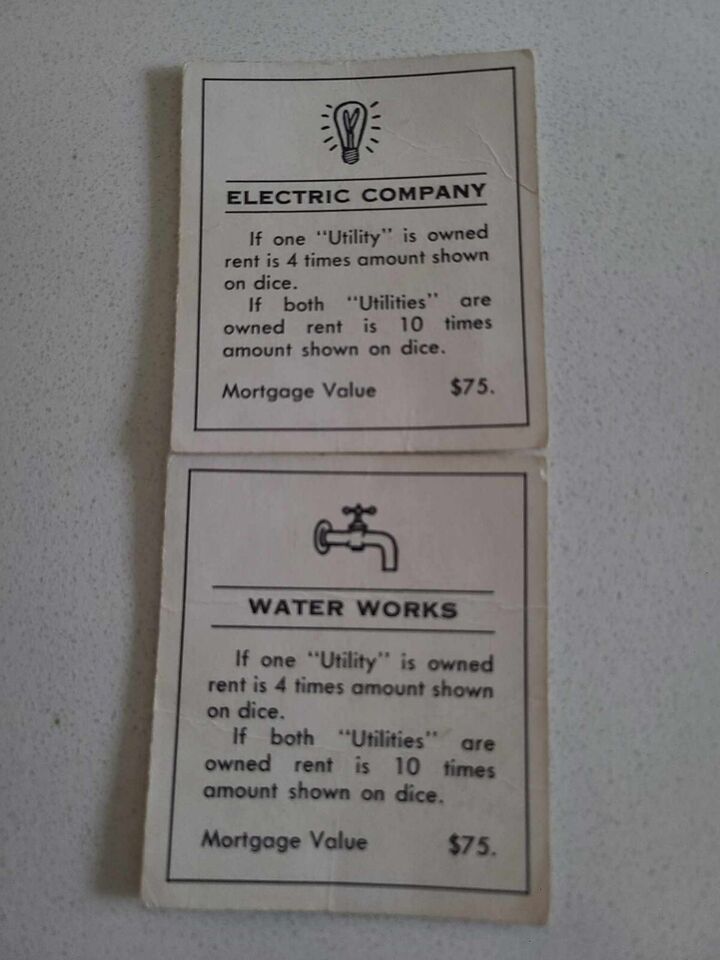 ELECTRIC COMPANY
If one "Utility" is owned
rent is 4 times amount shown
on dice.
If both "Utilities" are
owned rent is 10 times
amount shown on dice.
Mortgage Value $75.
WATER WORKS
If one "Utility" is owned
rent is 4 times amount shown
on dice.
If both "Utilities" are
owned rent is 10 times
amount shown on dice.
Mortgage Value $75.